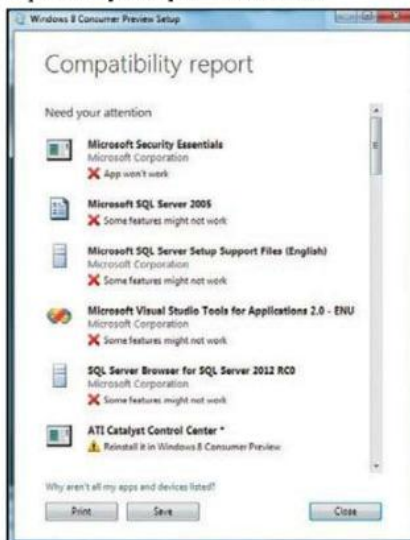 Windows 8 Consumer Preview Setup
Compatibility report
Need your attention
Microsoft Security Essentials
Microsoft Corporation
App won't work
Microsoft SQL Server 2005
Some features might not work
Microsoft SQL Server Setup Support Files (English)
Microsoft Corporation
Some features might not work
Microsoft Visual Studio Tools for Applications 2.0 - ENU
Microsoft Corporation
Some features might not work
SQL Server Browser for SQL Server 2012 RC0
Microsoft Corporation
Some features might not work
ATI Catalyst Control Center *
Reinstall it in Windows 8 Consumer Preview
Why aren't all my apps and devices listed?
Print Save Close